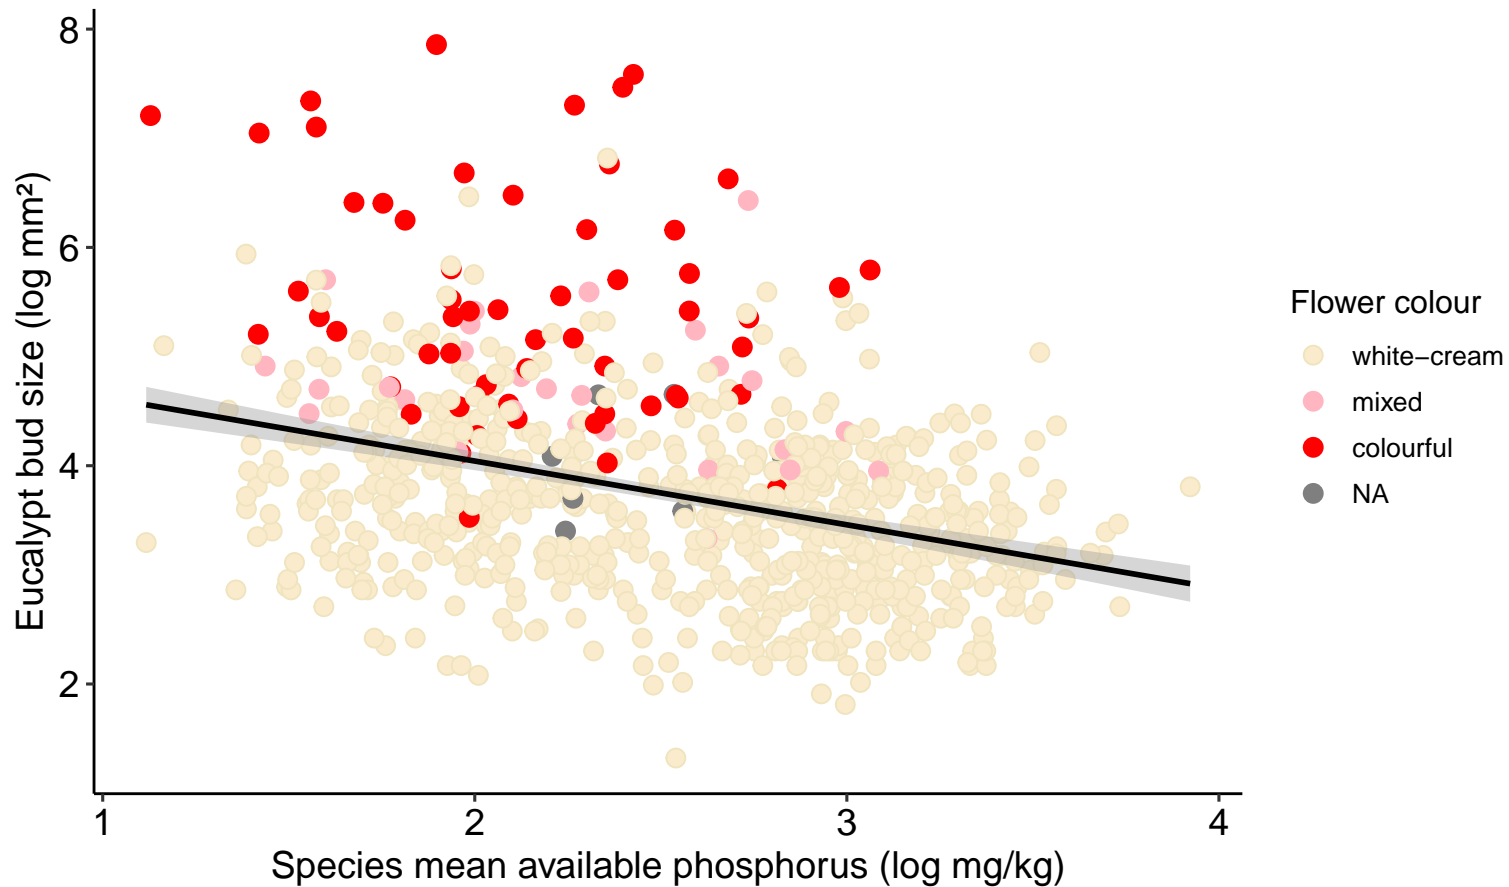 8
6
4
2
Eucalypt bud size (log mm²)
1
2
3
4
Species mean available phosphorus (log mg/kg)
Flower colour
white−cream
mixed
colourful
NA